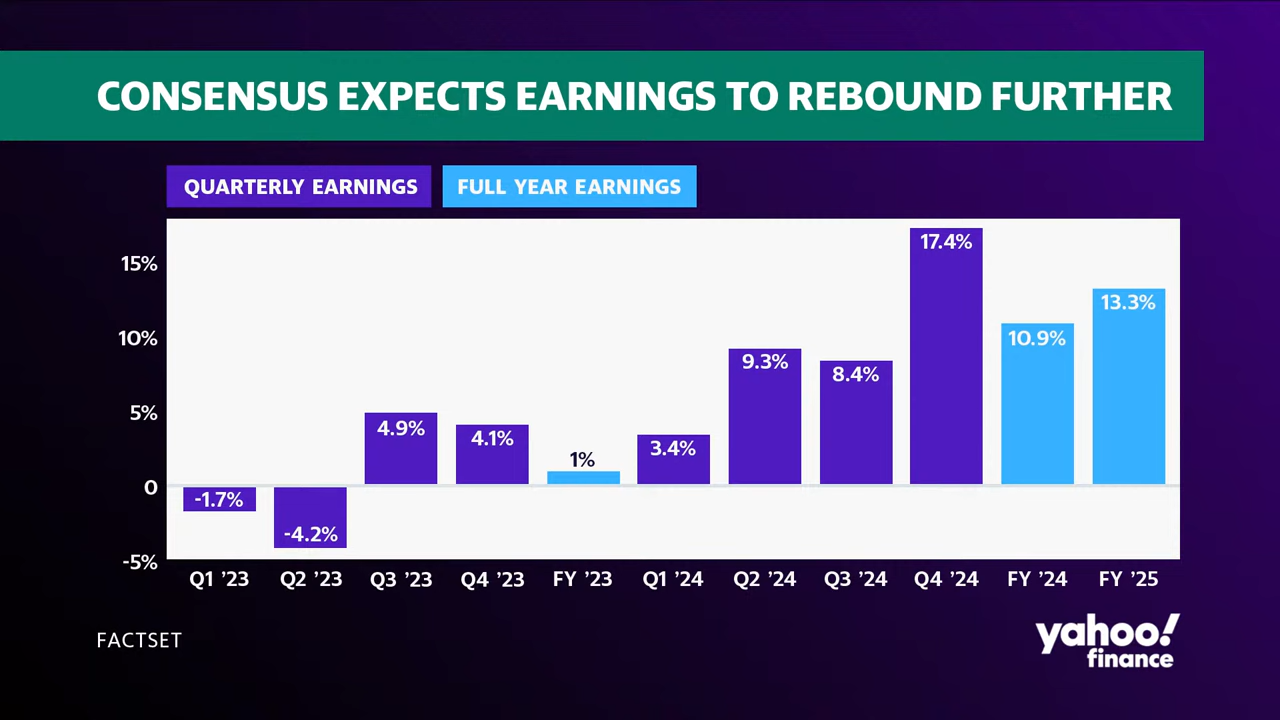 CONSENSUS EXPECTS EARNINGS TO REBOUND FURTHER
QUARTERLY EARNINGS
FULL YEAR EARNINGS
15%
10%
5%
0
-5%
-1.7%
-4.2%
4.9%
4.1%
1%
3.4%
9.3%
8.4%
17.4%
10.9%
13.3%
Q1 ’23
Q2 ’23
Q3 ’23
Q4 ’23
FY ’23
Q1 ’24
Q2 ’24
Q3 ’24
Q4 ’24
FY ’24
FY ’25
FACTSET
yahoo!
finance